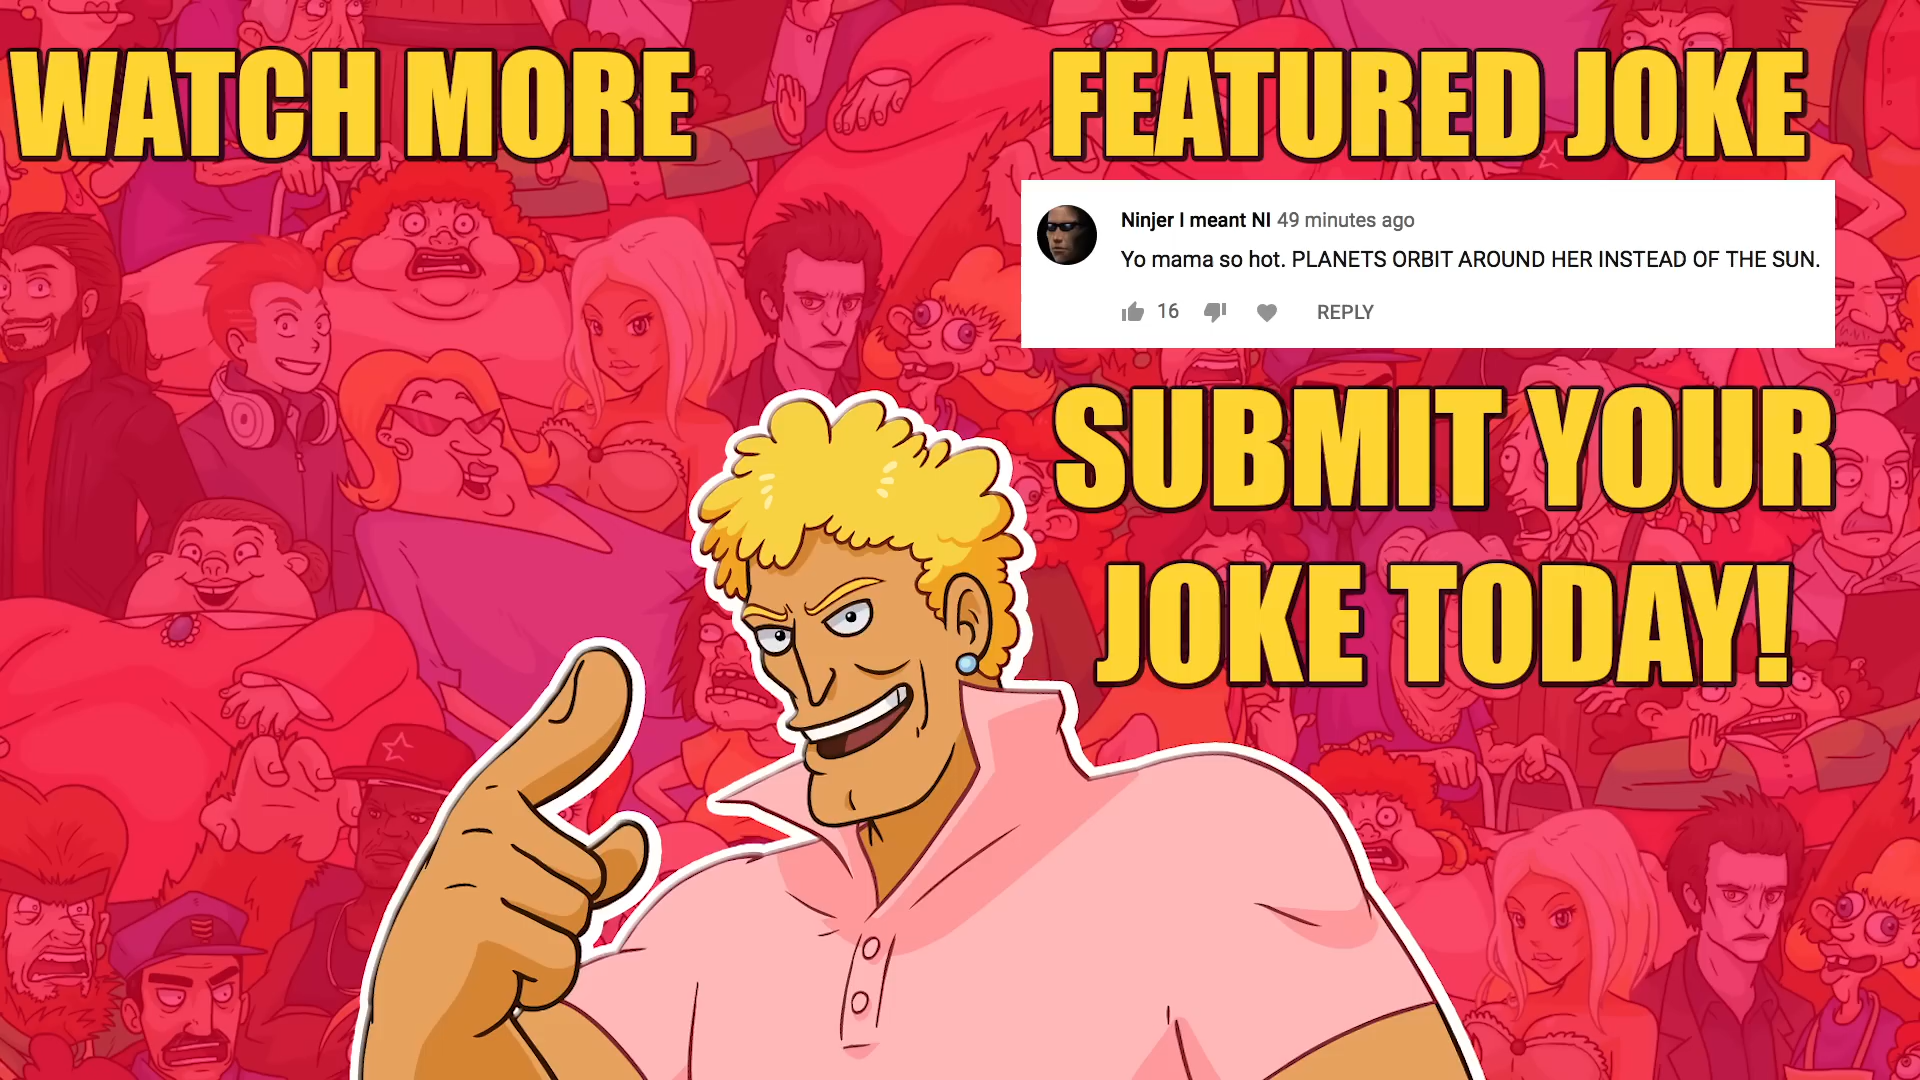 WATCH MORE
FEATURED JOKE
Ninjer I meant NI 49 minutes ago
Yo mama so hot. PLANETS ORBIT AROUND HER INSTEAD OF THE SUN.
16 REPLY
SUBMIT YOUR
JOKE TODAY!